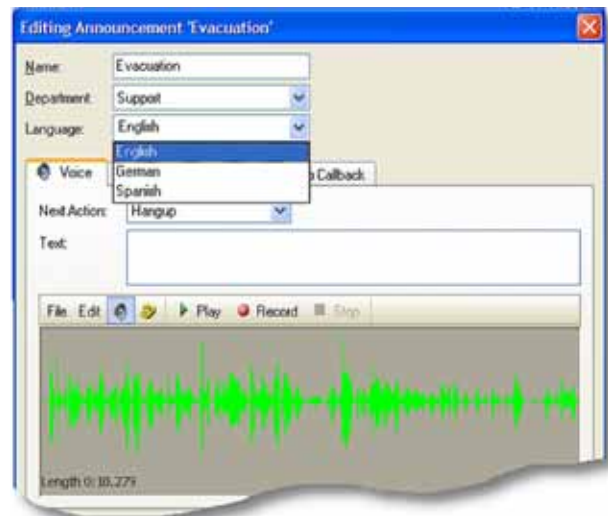 Editing Announcement 'Evacuation'
Name: Evacuation
Department: Support
Language: English
English
German
Spanish
Voice
a Callback
Next Action: Hangup
Text:
File Edit Play Record Stop
Length 0:18.279